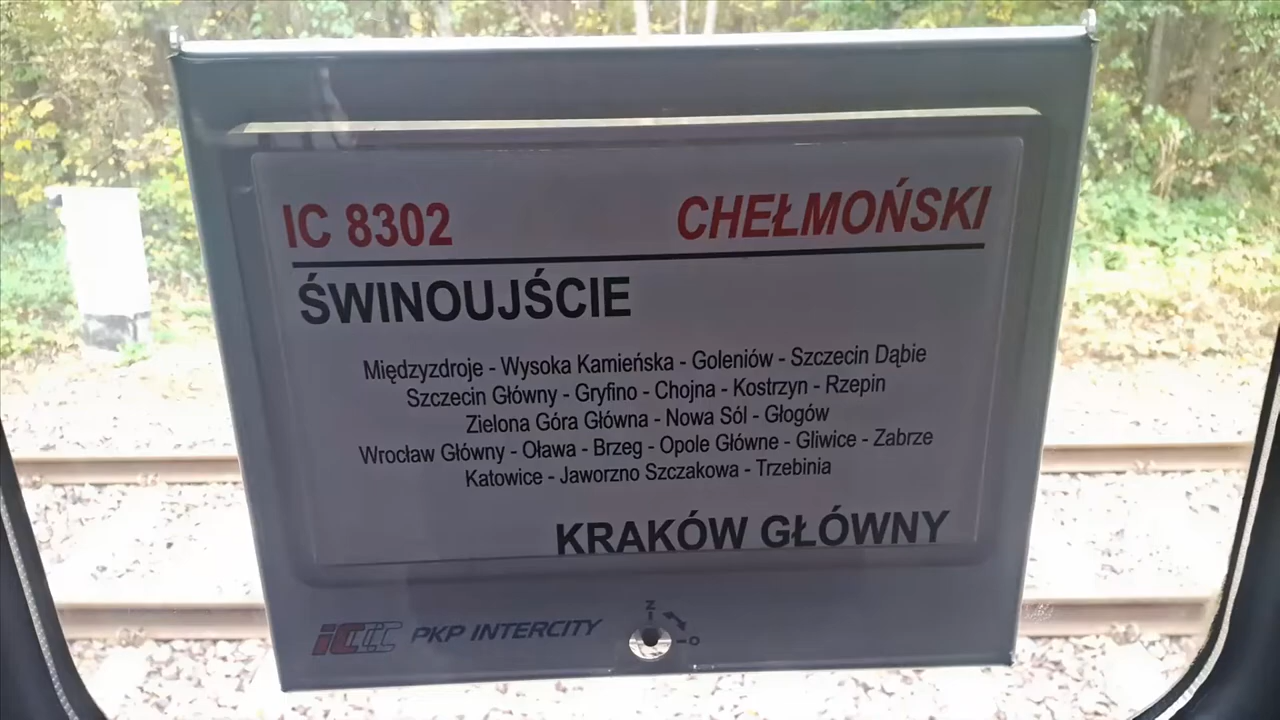 IC 8302 CHEŁMOŃSKI
ŚWINOUJŚCIE
Międzyzdroje - Wysoka Kamieńska - Goleniów - Szczecin Dąbie
Szczecin Główny - Gryfino - Chojna - Kostrzyn - Rzepin
Zielona Góra Główna - Nowa Sól - Głogów
Wrocław Główny - Oława - Brzeg - Opole Główne - Gliwice - Zabrze
Katowice - Jaworzno Szczakowa - Trzebinia
KRAKÓW GŁÓWNY
Z
IC PKP INTERCITY
O